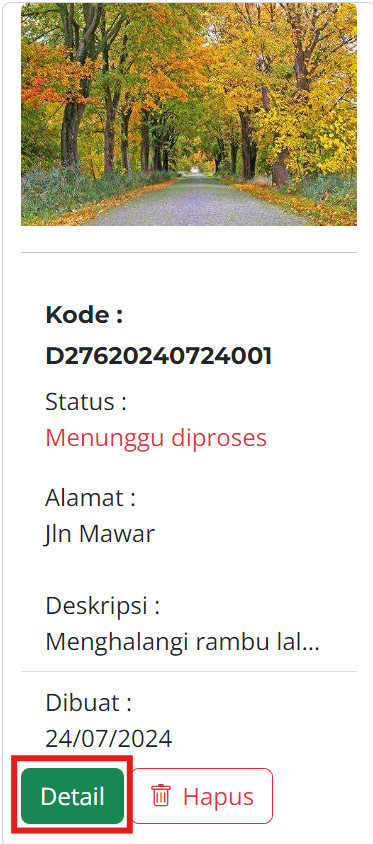 Kode :
D27620240724001
Status :
Menunggu diproses
Alamat :
Jln Mawar
Deskripsi :
Menghalangi rambu lal...
Dibuat :
24/07/2024
Detail Hapus